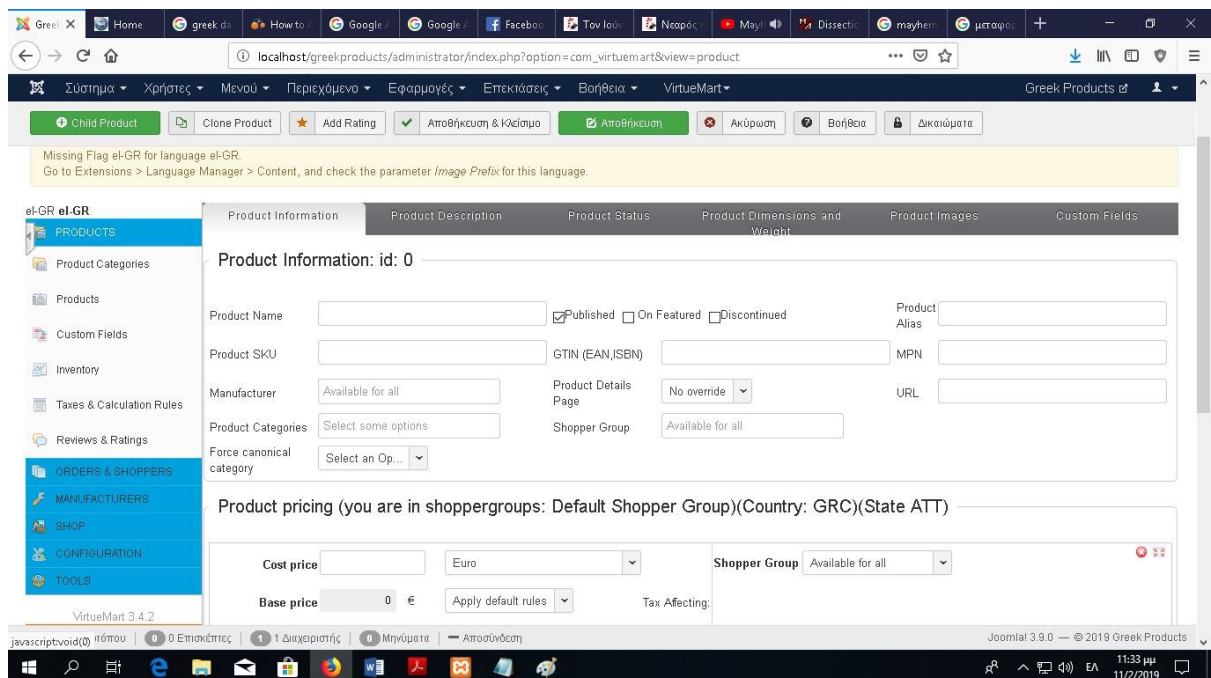 Greel
Home
greek da
How to
Google
Google
Faceboo
Τον Ιούν
Νεαρός
Mayh
Dissectio
mayhem
μεταφορ
localhost/greekproducts/administrator/index.php?option=com_virtuemart&view=product
Σύστημα Χρήστες Μενού Περιεχόμενο Εφαρμογές Επεκτάσεις Βοήθεια VirtueMart Greek Products
Child Product Clone Product Add Rating Αποθήκευση & Κλείσιμο Αποθήκευση Ακύρωση Βοήθεια Δικαιώματα
Missing Flag el-GR for language el-GR.
Go to Extensions > Language Manager > Content, and check the parameter Image Prefix for this language.
el-GR el-GR
PRODUCTS
Product Categories
Products
Custom Fields
Inventory
Taxes & Calculation Rules
Reviews & Ratings
ORDERS & SHOPPERS
MANUFACTURERS
SHOP
CONFIGURATION
TOOLS
VirtueMart 3.4.2
Product Information Product Description Product Status Product Dimensions and Weight Product Images Custom Fields
Product Information: id: 0
Product Name Published On Featured Discontinued Product Alias
Product SKU GTIN (EAN,ISBN) MPN
Manufacturer Available for all Product Details Page No override URL
Product Categories Select some options Shopper Group Available for all
Force canonical category Select an Op...
Product pricing (you are in shoppergroups: Default Shopper Group)(Country: GRC)(State ATT)
Cost price Euro Shopper Group Available for all
Base price 0 € Apply default rules Tax Affecting:
javascript:void(0) ιτόπου 0 0 Επισκέπτες 1 1 Διαχειριστής 0 Μηνύματα Αποσύνδεση Joomla! 3.9.0 — © 2019 Greek Products
ΕΛ 11:33 μμ
11/2/2019